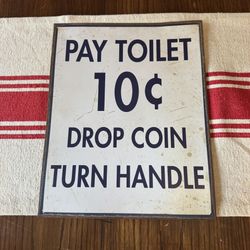 PAY TOILET
10¢
DROP COIN
TURN HANDLE